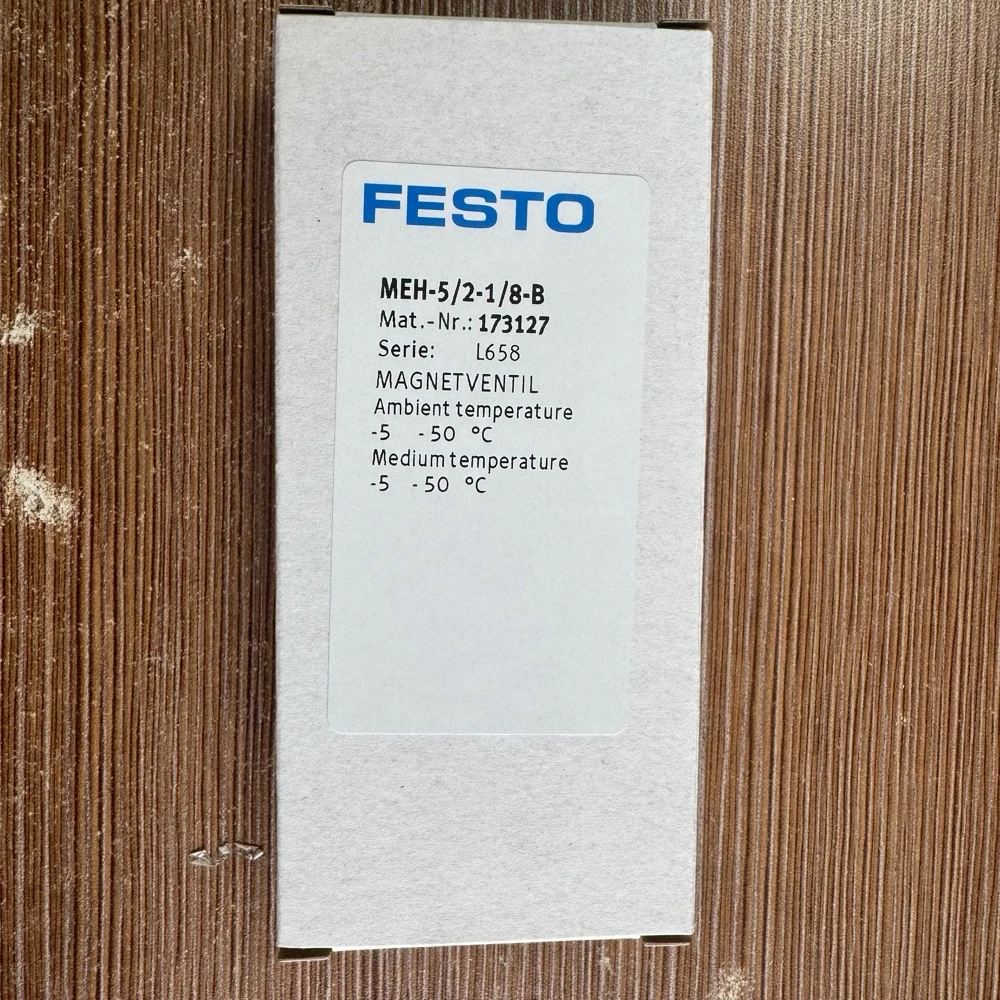 FESTO
MEH-5/2-1/8-B
Mat.-Nr.: 173127
Serie: L658
MAGNETVENTIL
Ambient temperature
-5 - 50 °C
Medium temperature
-5 - 50 °C